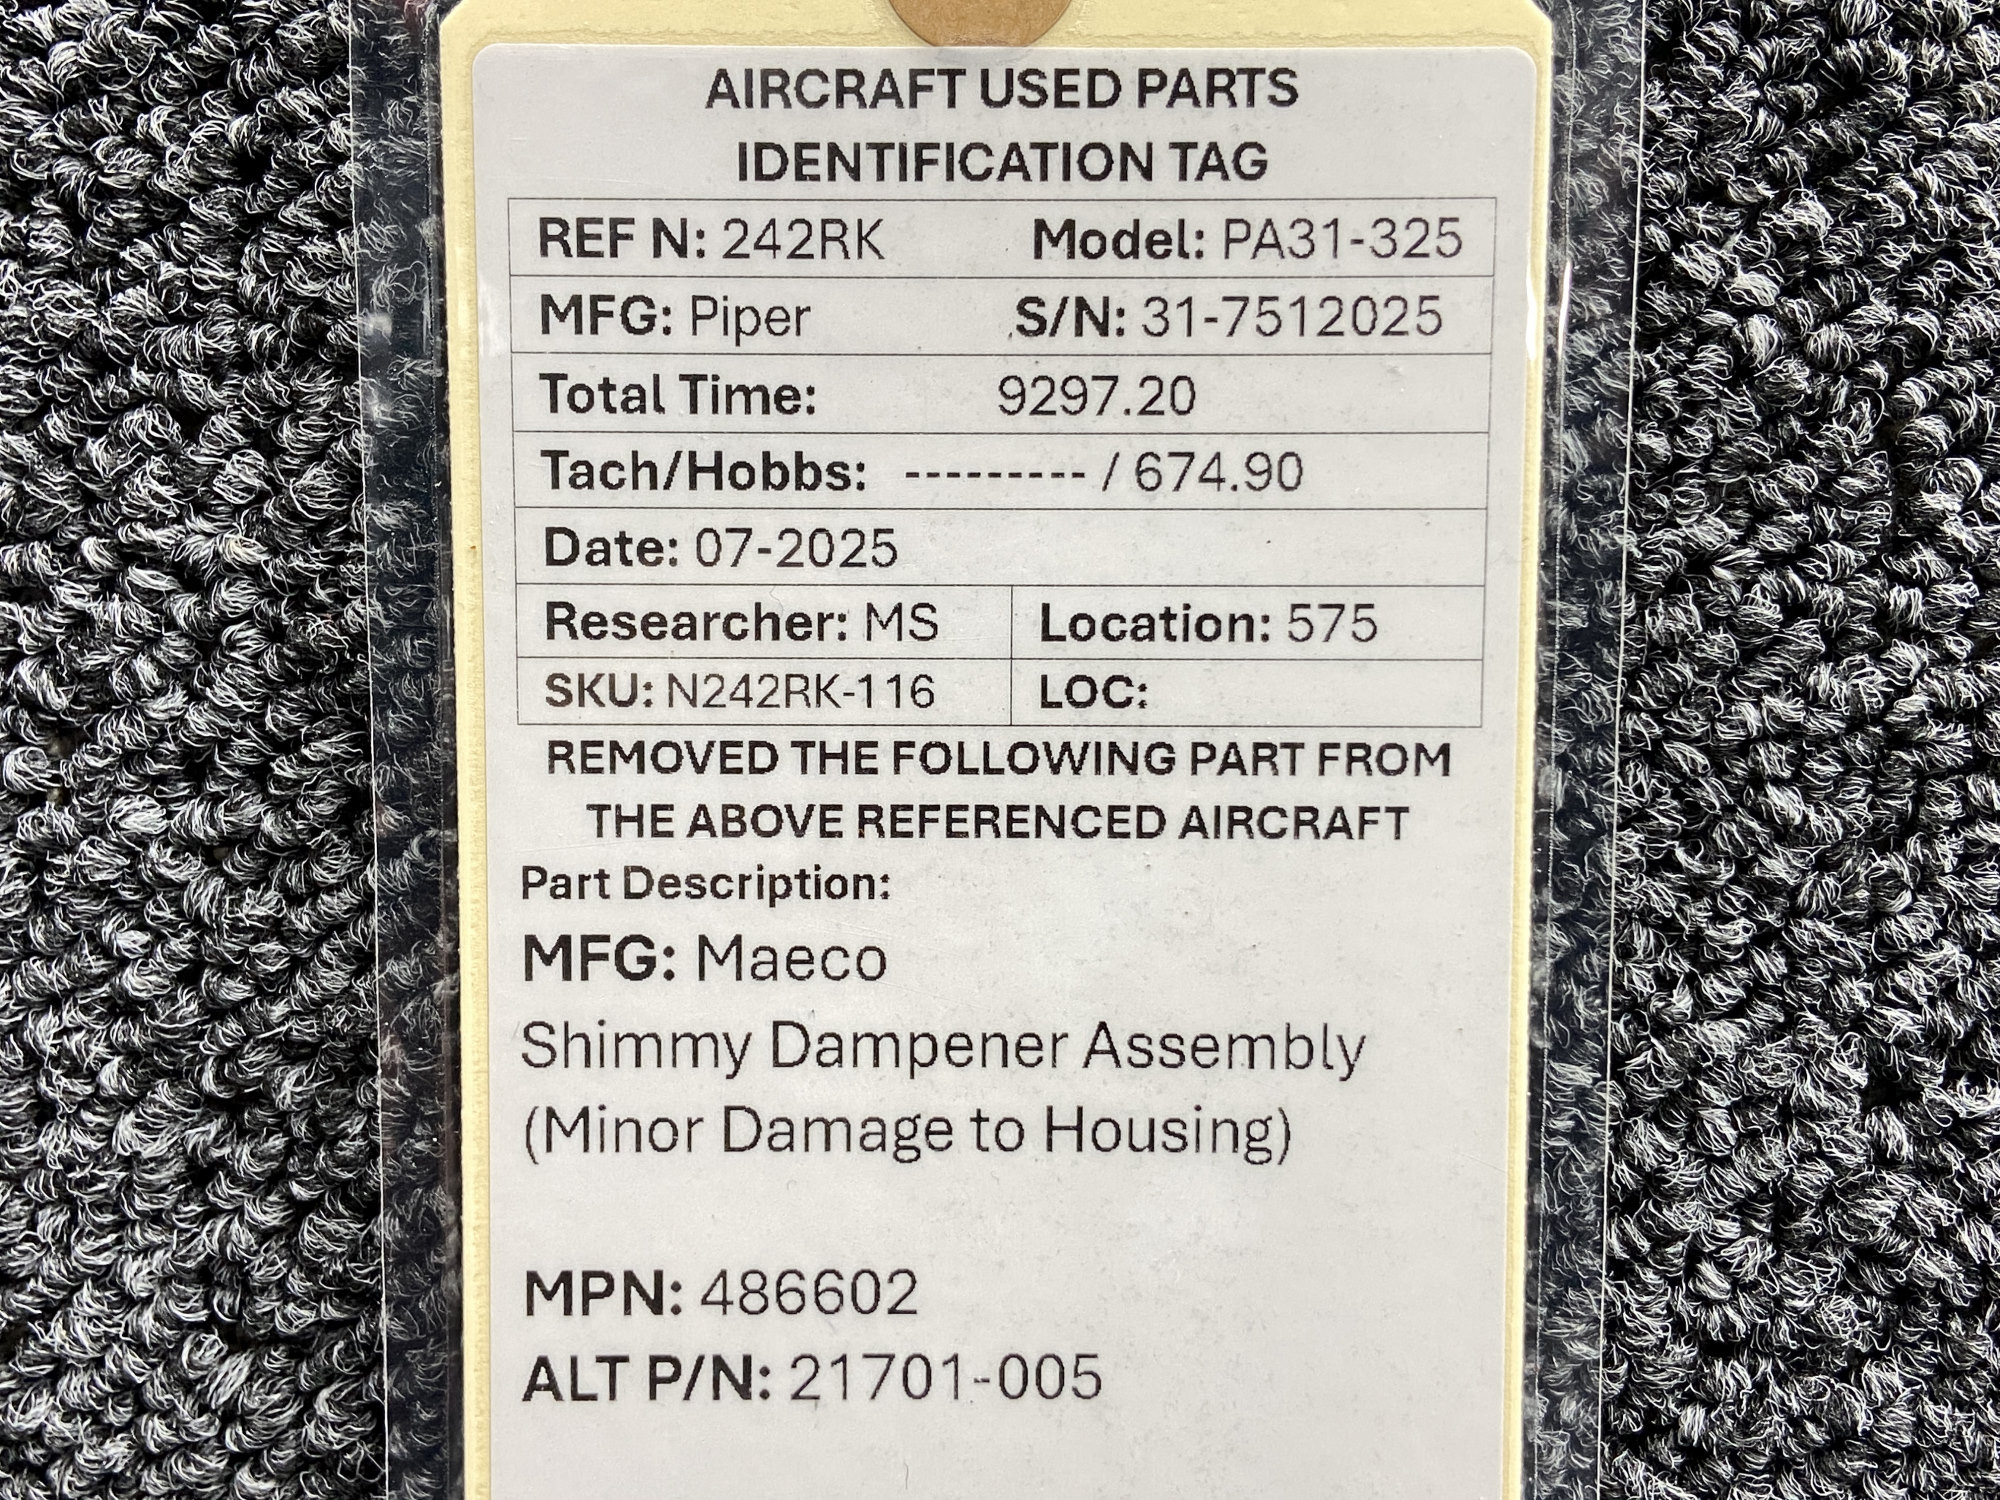 AIRCRAFT USED PARTS
IDENTIFICATION TAG
REF N: 242RK Model: PA31-325
MFG: Piper S/N: 31-7512025
Total Time: 9297.20
Tach/Hobbs: --------- / 674.90
Date: 07-2025
Researcher: MS Location: 575
SKU: N242RK-116 LOC:
REMOVED THE FOLLOWING PART FROM
THE ABOVE REFERENCED AIRCRAFT
Part Description:
MFG: Maeco
Shimmy Dampener Assembly
(Minor Damage to Housing)
MPN: 486602
ALT P/N: 21701-005